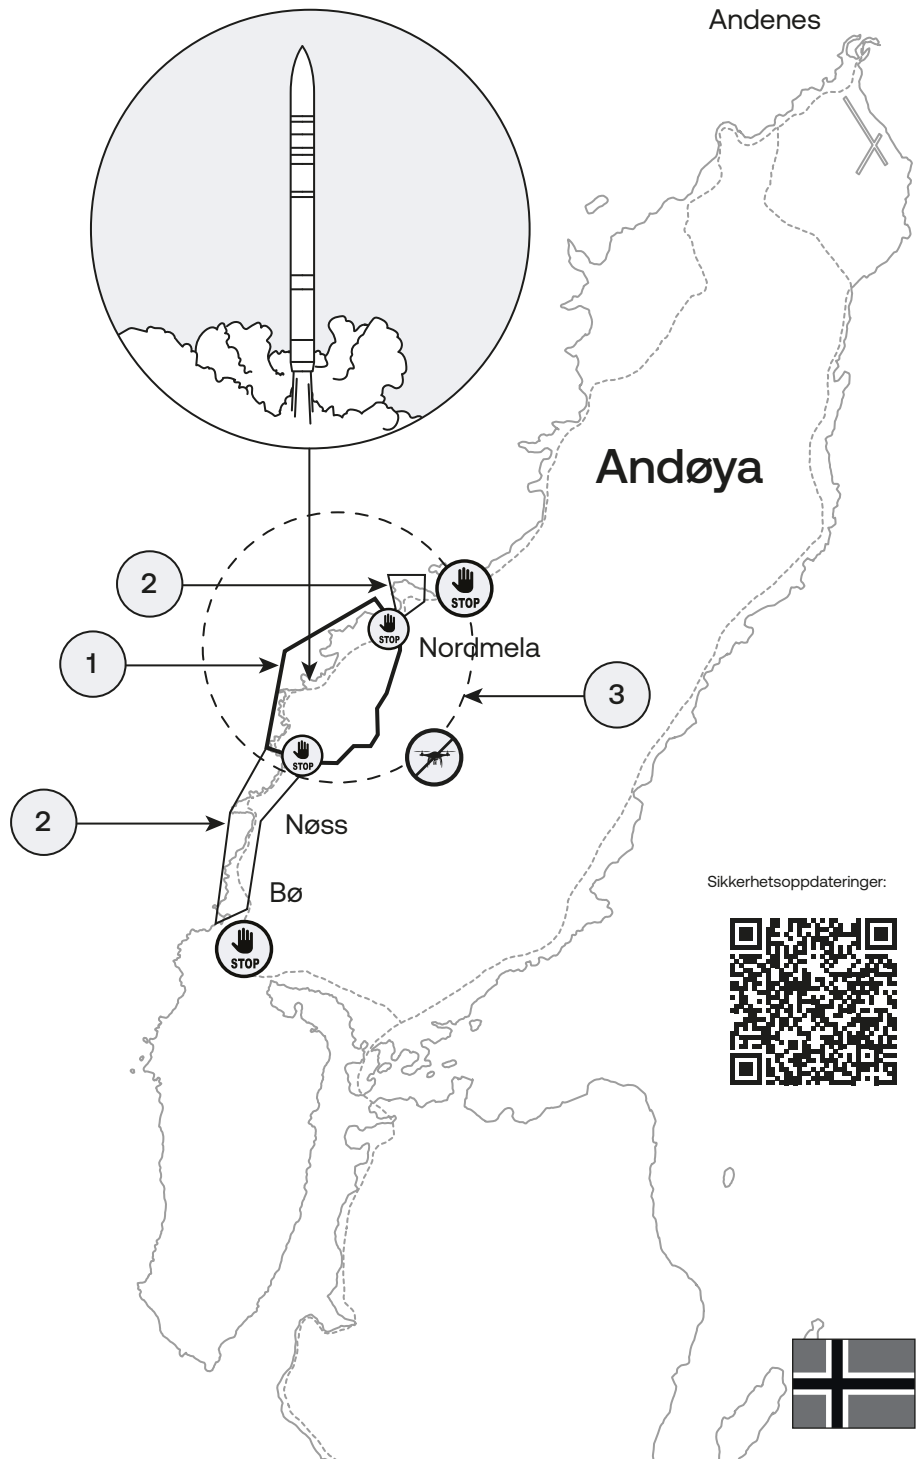 Andenes
Andøya
2
STOP
STOP
Nordmela
1
3
STOP
2
Nøss
Bø
STOP
Sikkerhetsoppdateringer: